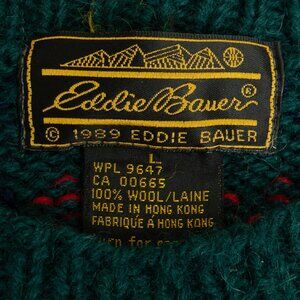 Eddie Bauer®
© 1989 EDDIE BAUER
L
WPL 9647
CA 00665
100% WOOL/LAINE
MADE IN HONG KONG
FABRIQUÉ À HONG KONG
for